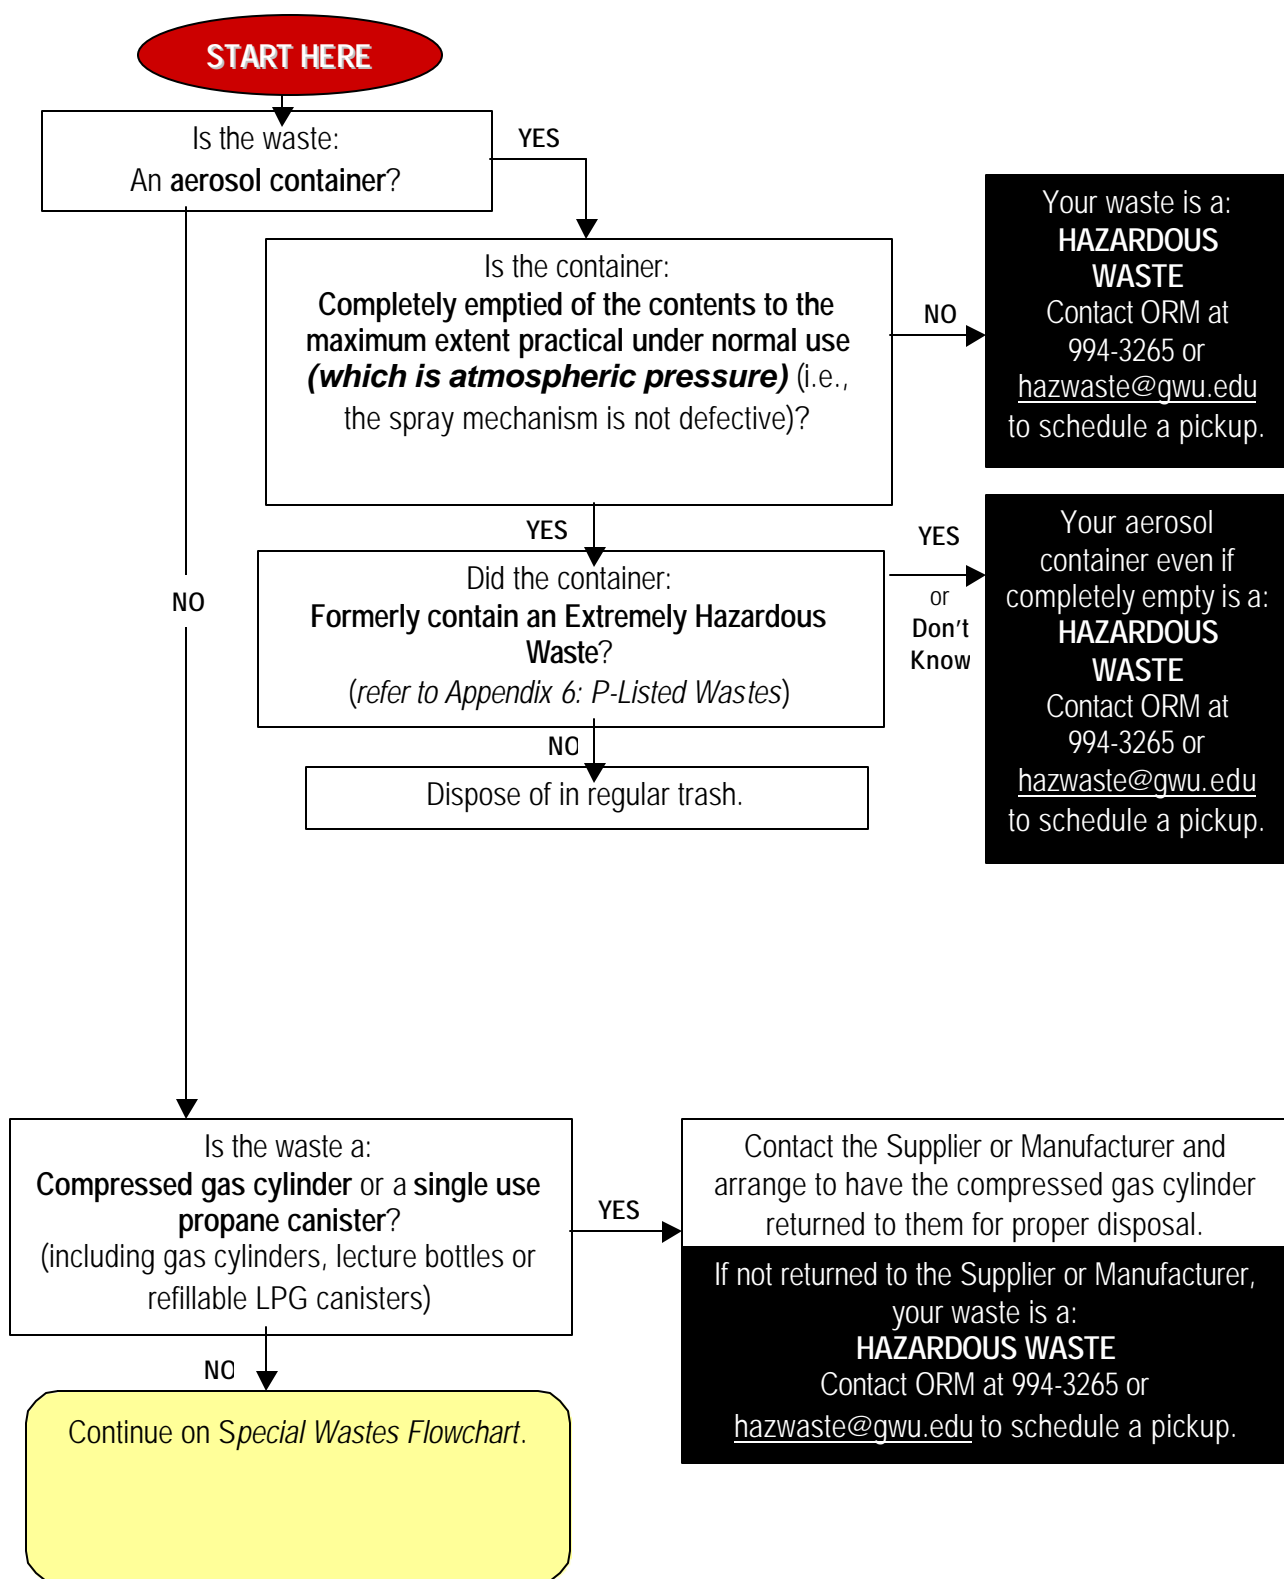 START HERE
Is the waste:
An aerosol container?
YES
Is the container:
Completely emptied of the contents to the
maximum extent practical under normal use
(which is atmospheric pressure) (i.e.,
the spray mechanism is not defective)?
NO
Your waste is a:
HAZARDOUS
WASTE
Contact ORM at
994-3265 or
hazwaste@gwu.edu
to schedule a pickup.
YES
Did the container:
Formerly contain an Extremely Hazardous
Waste?
(refer to Appendix 6: P-Listed Wastes)
YES
or
Don't
Know
Your aerosol
container even if
completely empty is a:
HAZARDOUS
WASTE
Contact ORM at
994-3265 or
hazwaste@gwu.edu
to schedule a pickup.
NO
Dispose of in regular trash.
NO
Is the waste a:
Compressed gas cylinder or a single use
propane canister?
(including gas cylinders, lecture bottles or
refillable LPG canisters)
YES
Contact the Supplier or Manufacturer and
arrange to have the compressed gas cylinder
returned to them for proper disposal.
If not returned to the Supplier or Manufacturer,
your waste is a:
HAZARDOUS WASTE
Contact ORM at 994-3265 or
hazwaste@gwu.edu to schedule a pickup.
NO
Continue on Special Wastes Flowchart.